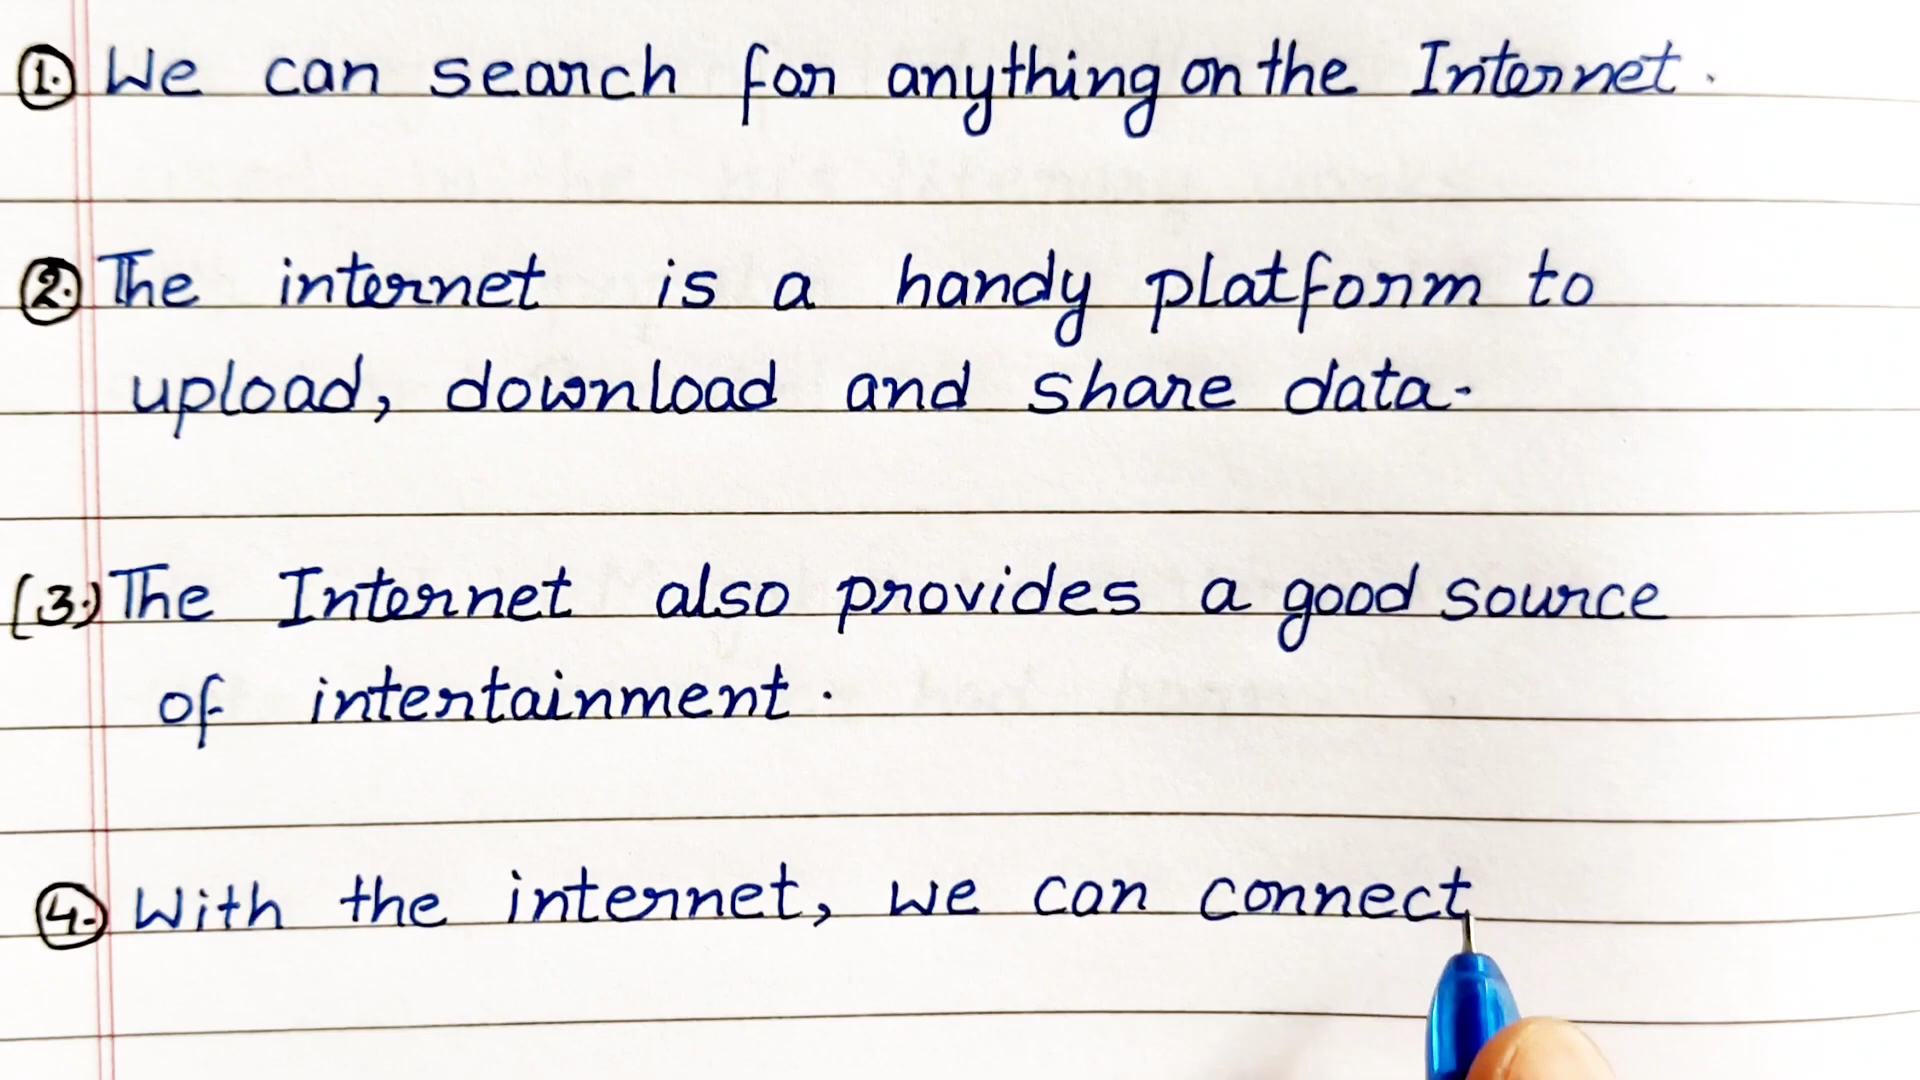 1. We can search for anything on the Internet.
2. The internet is a handy platform to
upload, download and share data.
(3.) The Internet also provides a good source
of intertainment.
4. With the internet, we can connect